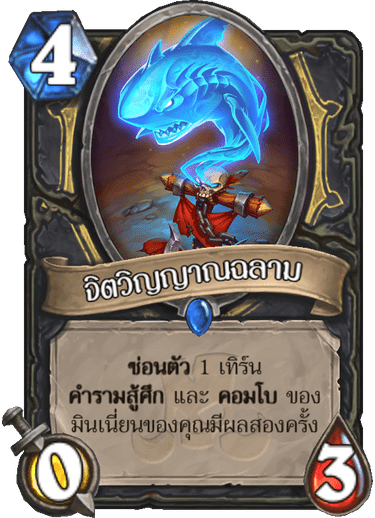 4
จิตวิญญาณฉลาม
ซ่อนตัว 1 เทิร์น
คำรามสู้ศึก และ คอมโบ ของ
มินเนี่ยนของคุณมีผลสองครั้ง
0
3